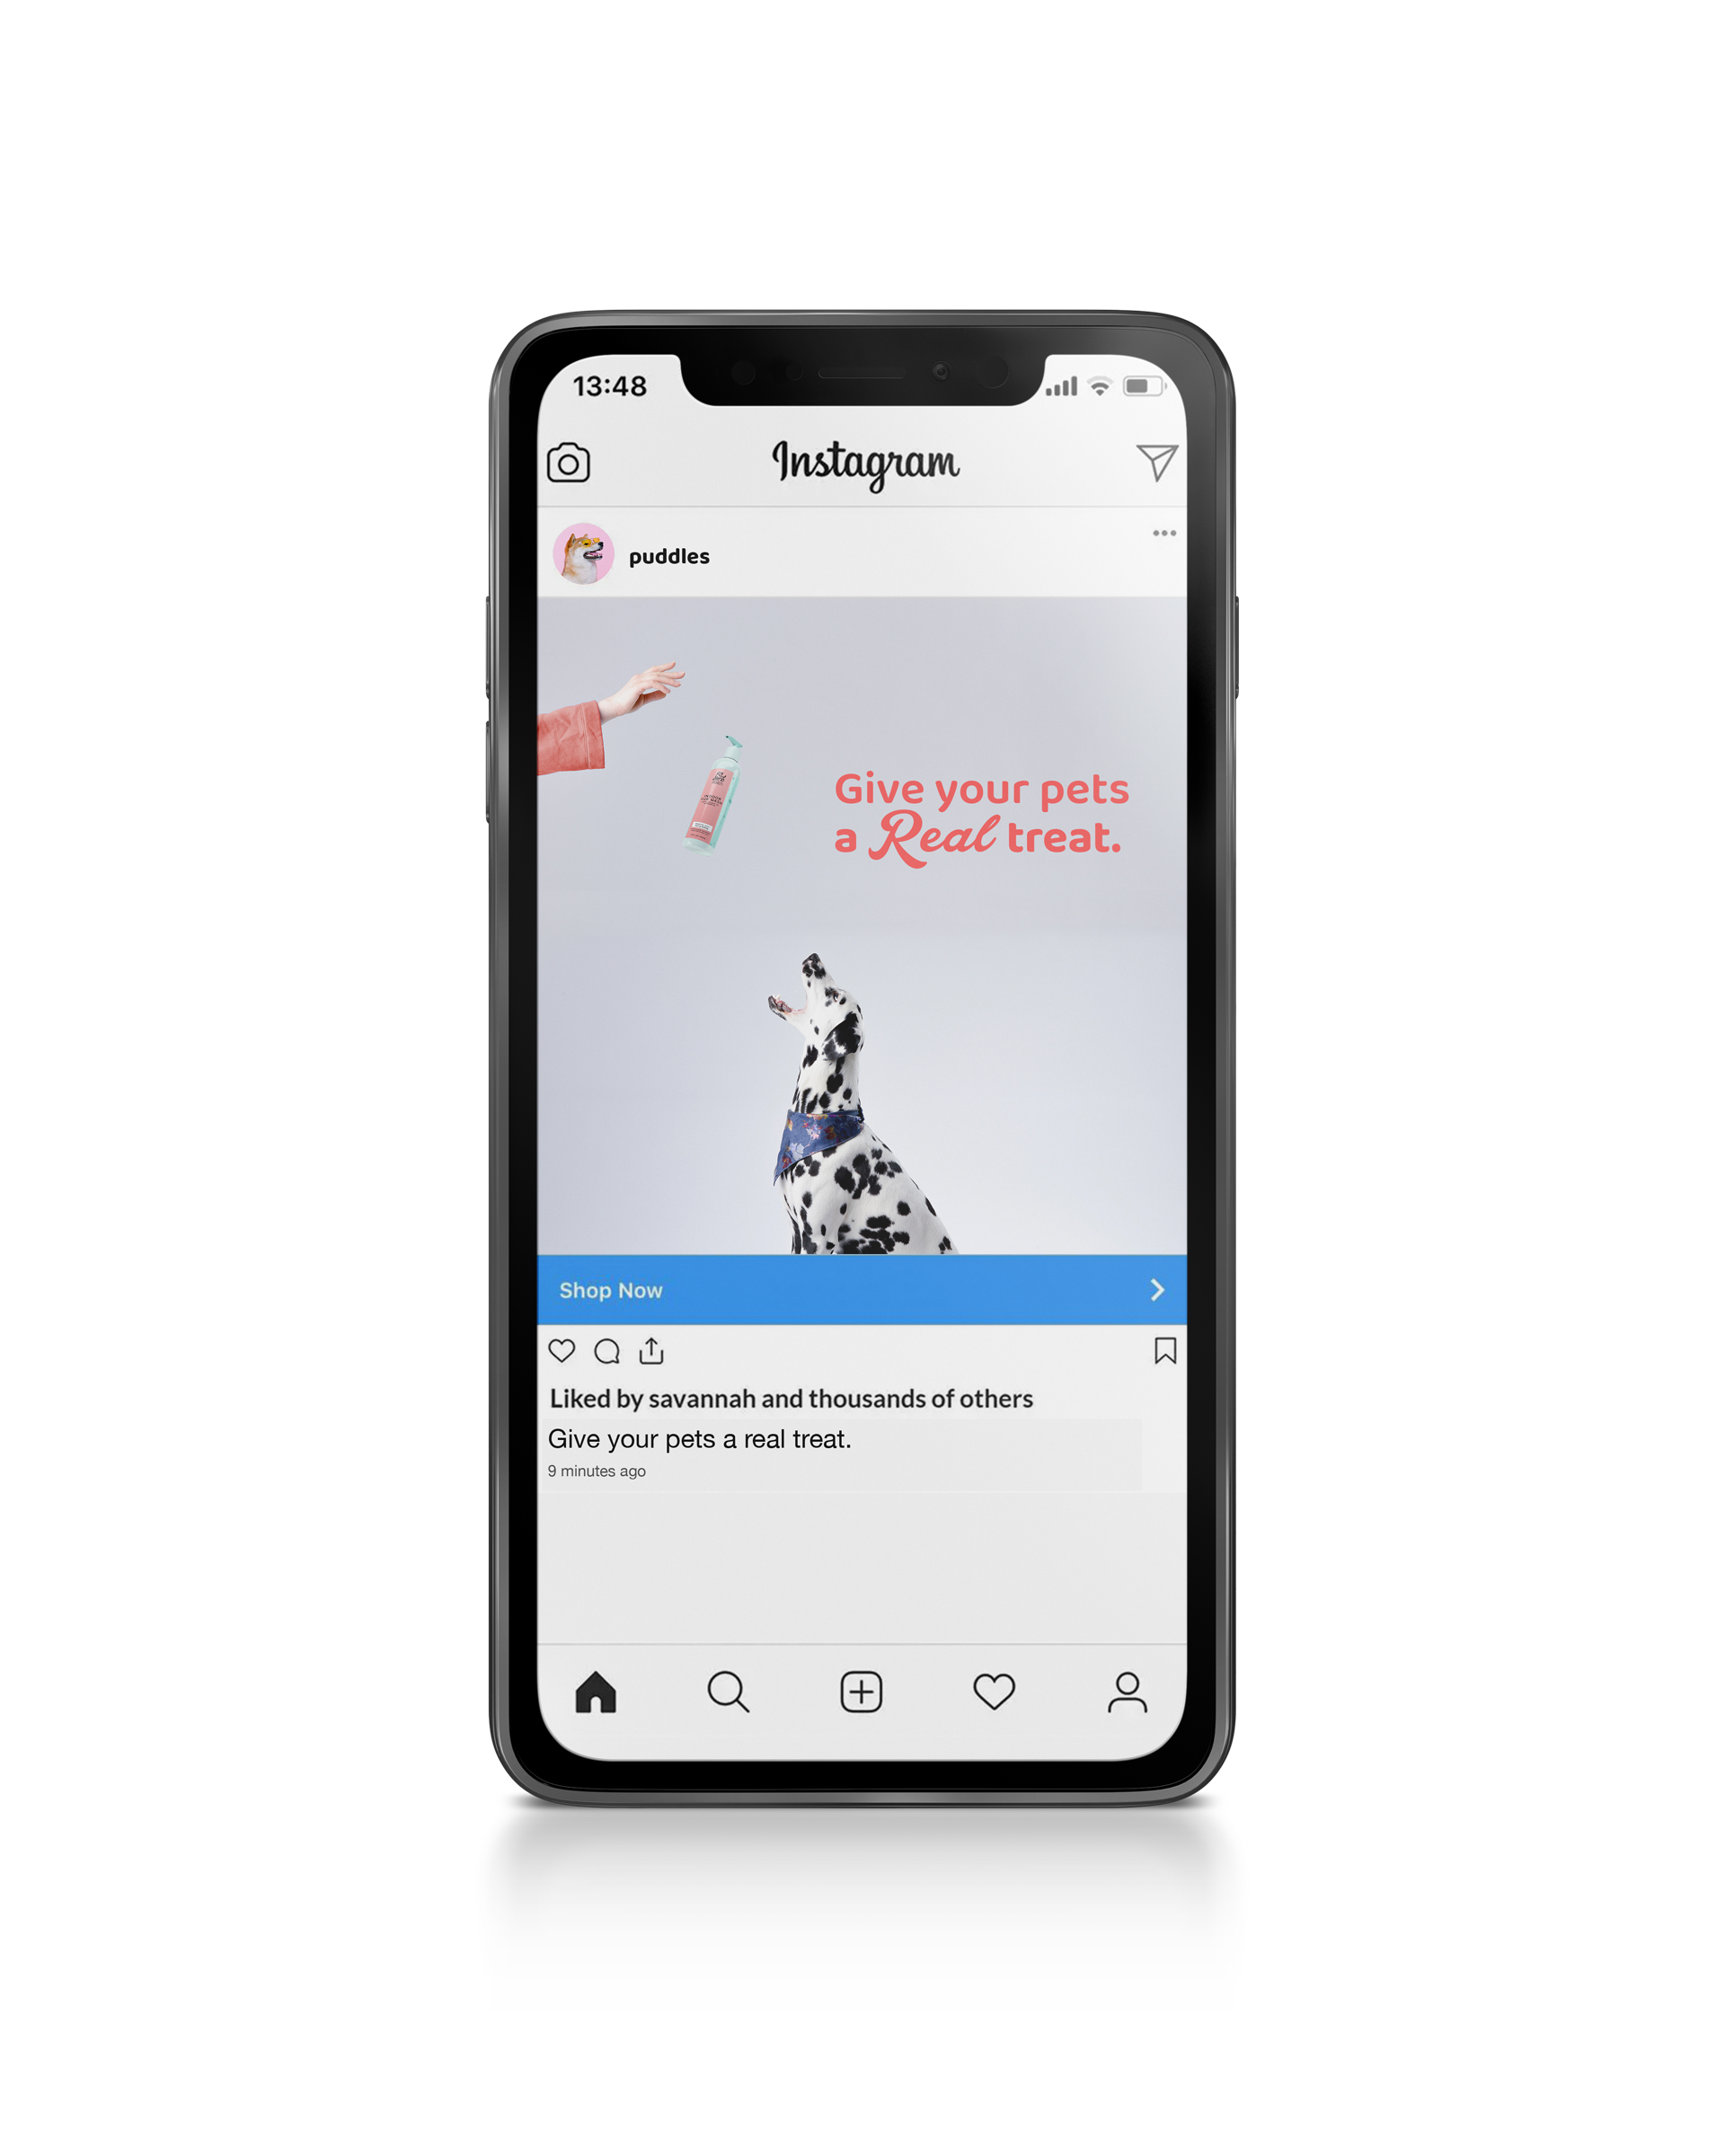 13:48
Instagram
puddles
Give your pets
a Real treat.
Shop Now
Liked by savannah and thousands of others
Give your pets a real treat.
9 minutes ago